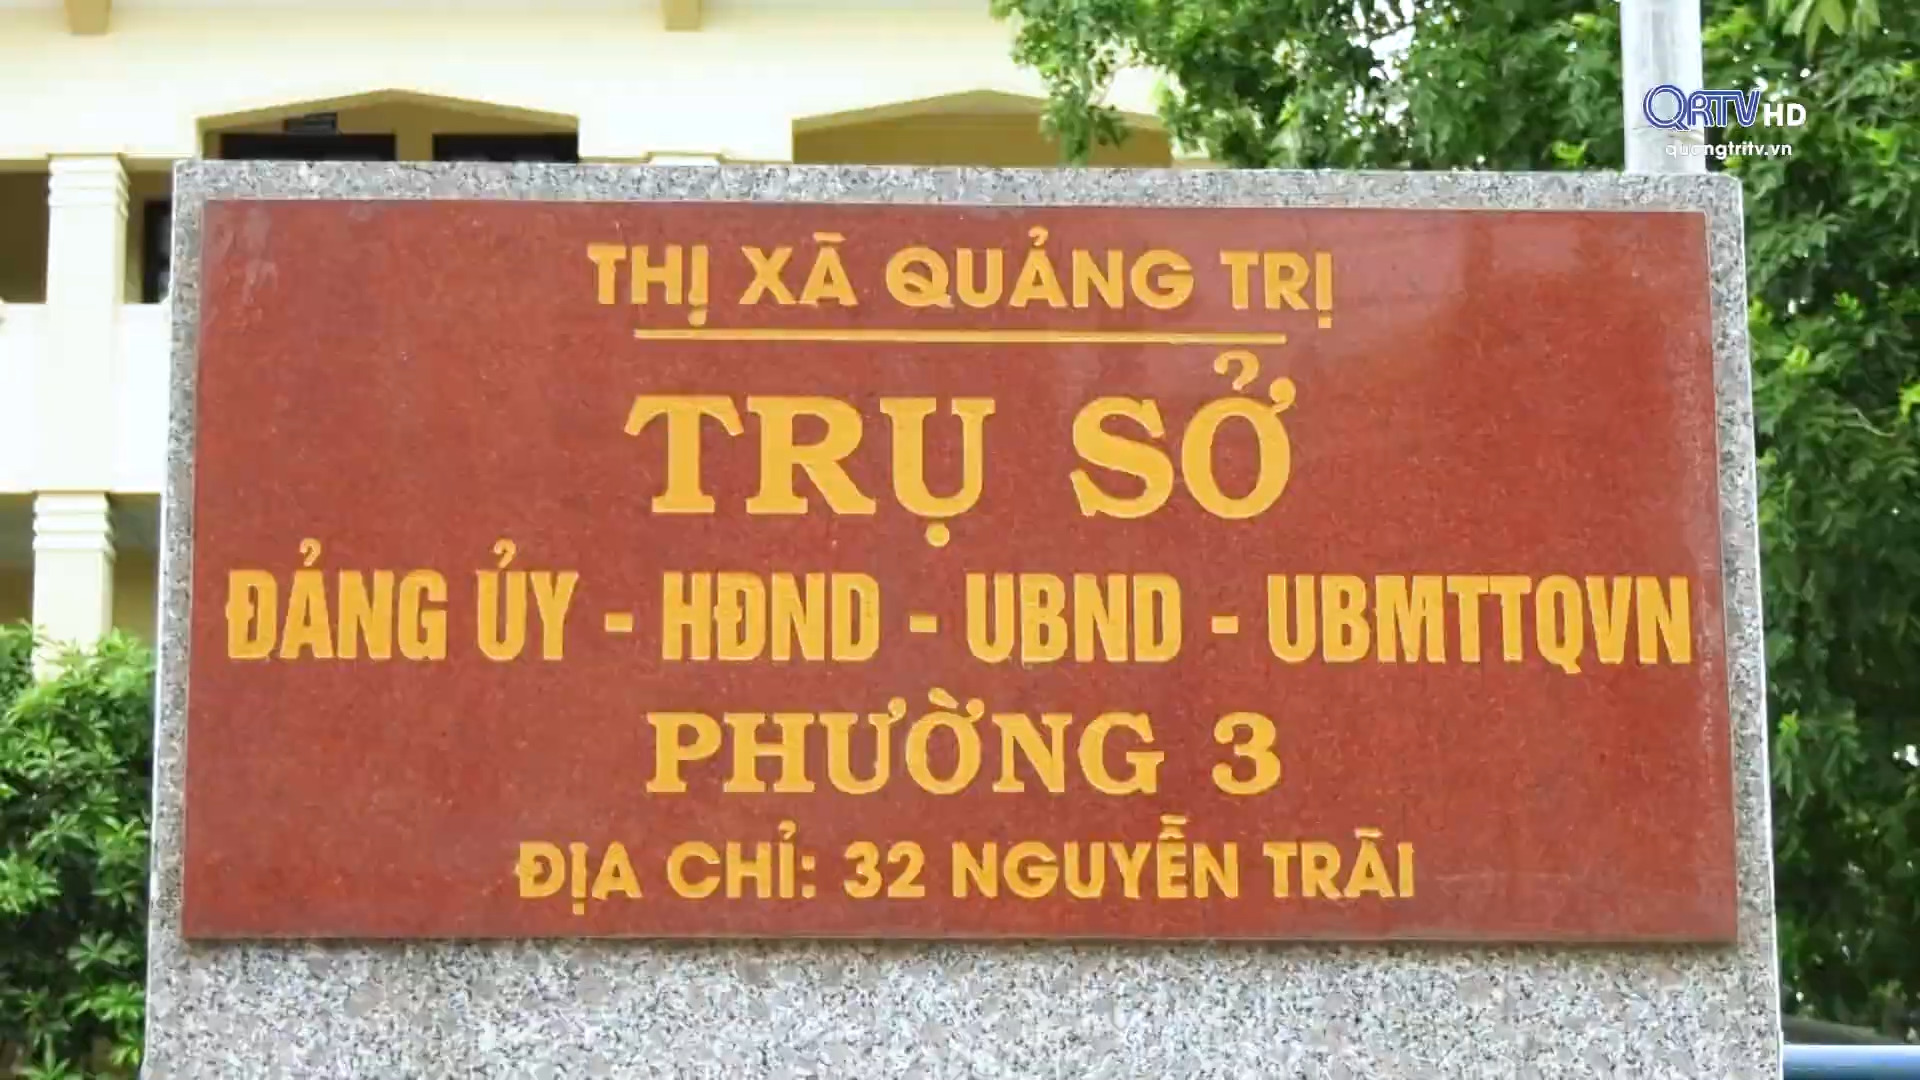 QRTV HD
quangtritv.vn
THỊ XÃ QUẢNG TRỊ
TRỤ SỞ
ĐẢNG ỦY - HĐND - UBND - UBMTTQVN
PHƯỜNG 3
ĐỊA CHỈ: 32 NGUYỄN TRÃI